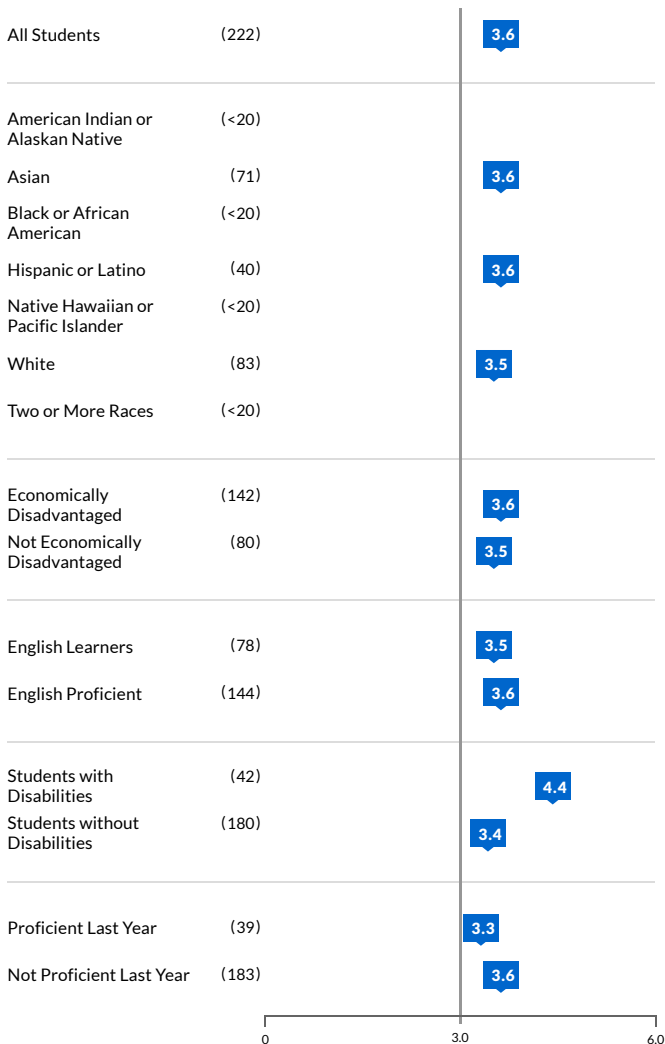 All Students (222) 3.6
American Indian or (<20)
Alaskan Native
Asian (71) 3.6
Black or African (<20)
American
Hispanic or Latino (40) 3.6
Native Hawaiian or (<20)
Pacific Islander
White (83) 3.5
Two or More Races (<20)
Economically (142) 3.6
Disadvantaged
Not Economically (80) 3.5
Disadvantaged
English Learners (78) 3.5
English Proficient (144) 3.6
Students with (42) 4.4
Disabilities
Students without (180) 3.4
Disabilities
Proficient Last Year (39) 3.3
Not Proficient Last Year (183) 3.6
0 3.0 6.0